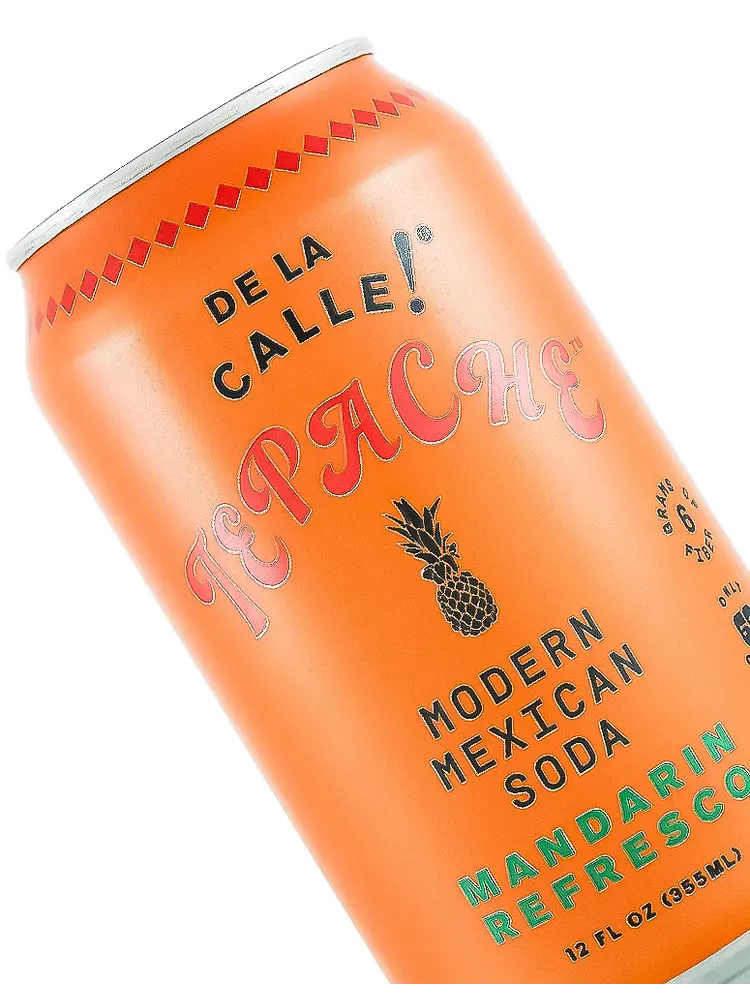 DE LA
CALLE!®
TEPACHE™
MODERN
MEXICAN
SODA
MANDARIN
REFRESCO
12 FL OZ (355ML)
6
GRAMS
OF
FIBER
ONLY